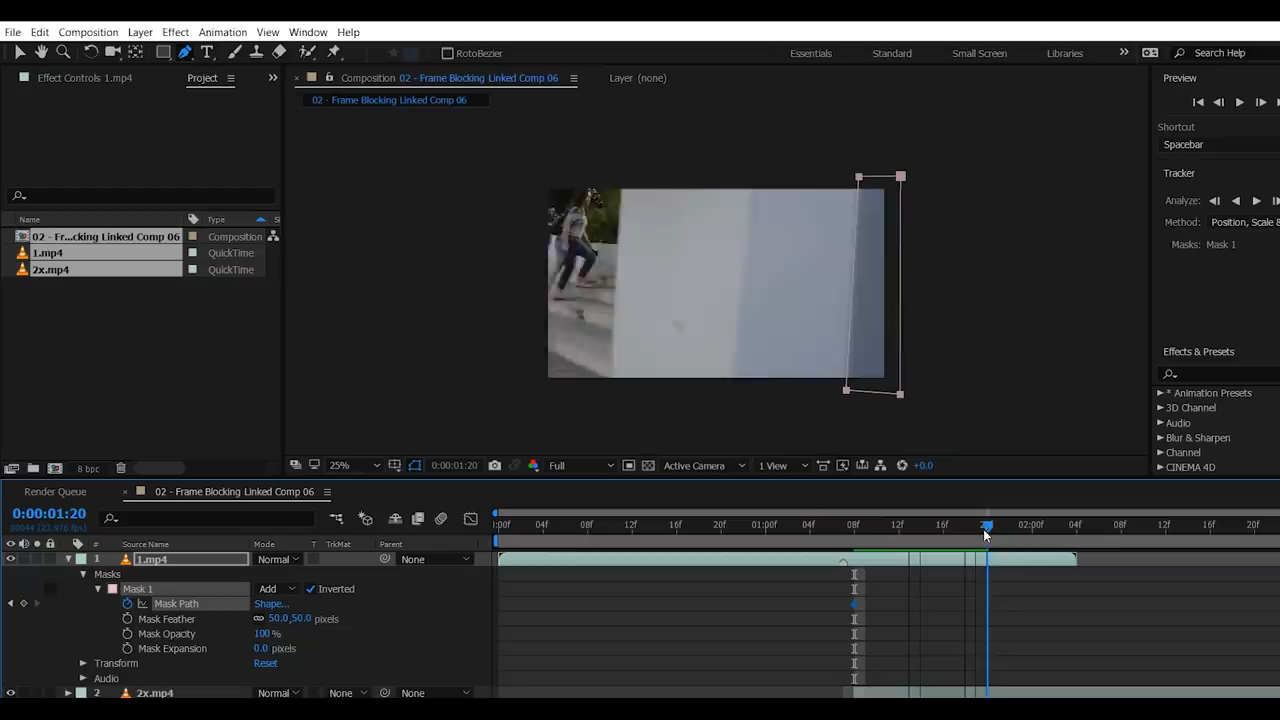 File Edit Composition Layer Effect Animation View Window Help
RotoBezier Essentials Standard Small Screen Libraries Search Help
Effect Controls 1.mp4 Project Composition 02 - Frame Blocking Linked Comp 06 Layer (none) Preview
02 - Frame Blocking Linked Comp 06
Shortcut
Spacebar
Tracker
Analyze:
Name Type
Method: Position, Scale &
02 - Fr...cking Linked Comp 06 Composition
Masks: Mask 1
1.mp4 QuickTime
2x.mp4 QuickTime
Effects & Presets
* Animation Presets
3D Channel
Audio
Blur & Sharpen
Channel
CINEMA 4D
8 bpc 25% 0:00:01:20 Full Active Camera 1 View +0.0
Render Queue 02 - Frame Blocking Linked Comp 06
0:00:01:20
00044 (23.976 fps)
:00f 04f 08f 12f 16f 20f 01:00f 04f 08f 12f 16f 02:00f 04f 08f 12f 16f 20f
# Source Name Mode T TrkMat Parent
1 1.mp4 Normal None
Masks
Mask 1 Add Inverted
Mask Path Shape...
Mask Feather 50.0,50.0 pixels
Mask Opacity 100 %
Mask Expansion 0.0 pixels
Transform Reset
Audio
2 2x.mp4 Normal None None